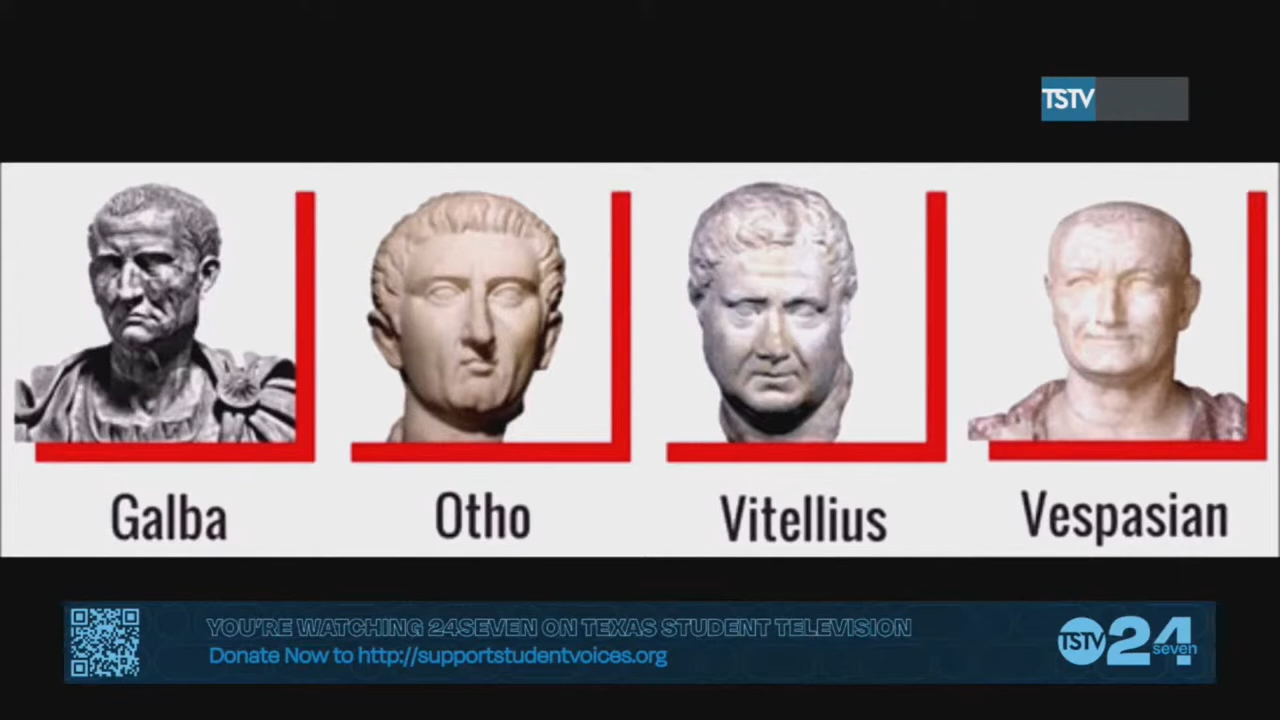 TSTV
Galba
Otho
Vitellius
Vespasian
YOU'RE WATCHING 24SEVEN ON TEXAS STUDENT TELEVISION
Donate Now to http://supportstudentvoices.org
TSTV 24 seven